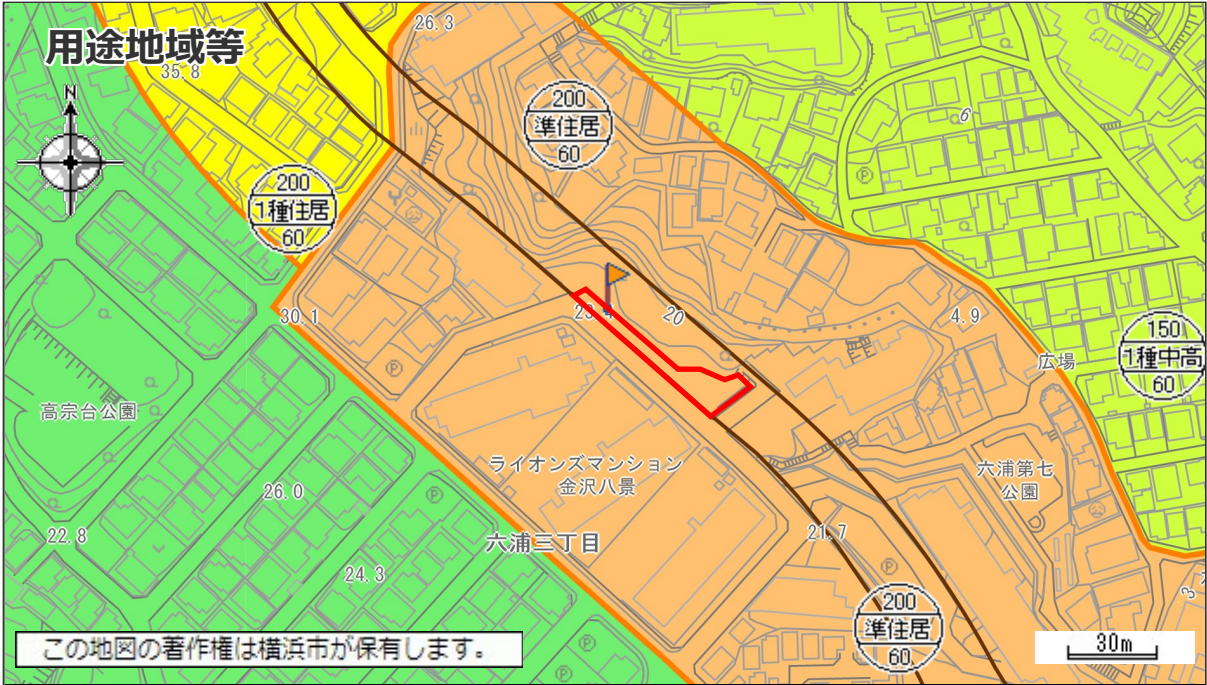 用途地域等
26.3
35.8
N
200
準住居
60
6
P
200
1種住居
60
30.1
20
4.9
150
1種中高
60
広場
P
高宗台公園
ライオンズマンション
金沢八景
六浦第七
公園
26.0
P
22.8
六浦三丁目
21.7
24.3
P
200
準住居
60
3
P
この地図の著作権は横浜市が保有します。
30m